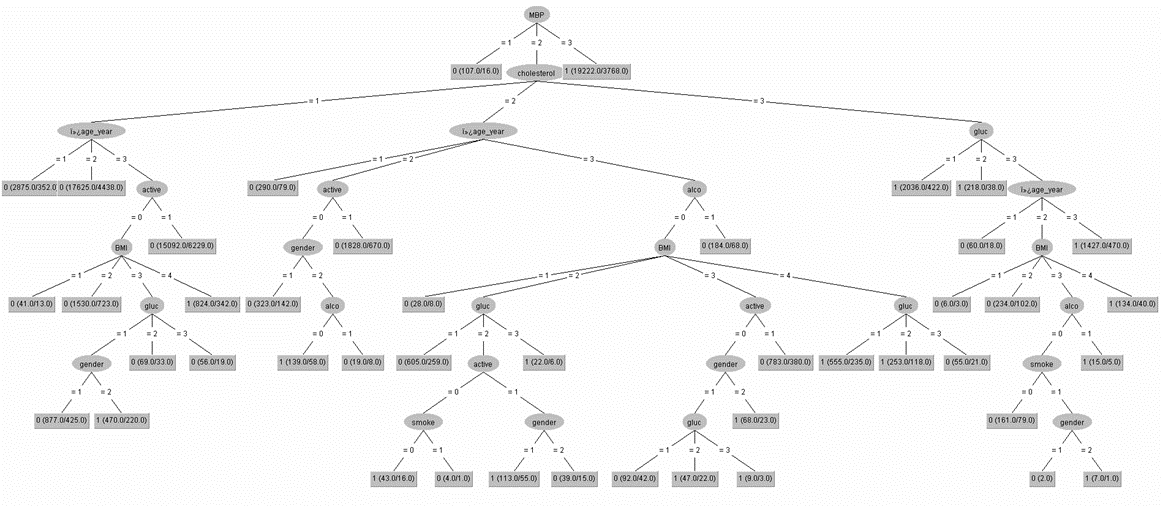 MBP
= 1 = 2 = 3
0 (107.0/16.0) cholesterol 1 (19222.0/3768.0)
= 1 = 2 = 3
ï»¿age_year ï»¿age_year gluc
= 1 = 2 = 3 = 1 = 2 = 3 = 1 = 2 = 3
0 (2875.0/352.0 0 (17625.0/4438.0) active 0 (290.0/79.0) active alco 1 (2036.0/422.0) 1 (218.0/38.0) ï»¿age_year
= 0 = 1 = 0 = 1 = 0 = 1 = 1 = 2 = 3
BMI 0 (15092.0/6229.0) gender 0 (1828.0/670.0) BMI 0 (184.0/68.0) 0 (60.0/18.0) BMI 1 (1427.0/470.0)
= 1 = 2 = 3 = 4 = 1 = 2 = 1 = 2 = 3 = 4 = 1 = 2 = 3 = 4
0 (41.0/13.0) 0 (1530.0/723.0) gluc 1 (824.0/342.0) 0 (323.0/142.0) alco 0 (28.0/8.0) gluc active gluc 0 (6.0/3.0) 0 (234.0/102.0) alco 1 (134.0/40.0)
= 1 = 2 = 3 = 0 = 1 = 1 = 2 = 3 = 0 = 1 = 1 = 2 = 3 = 0 = 1
gender 0 (69.0/33.0) 0 (56.0/19.0) 1 (139.0/58.0) 0 (19.0/8.0) 0 (605.0/259.0) active 1 (22.0/6.0) gender 0 (783.0/380.0) 1 (555.0/235.0) 1 (253.0/118.0) 0 (55.0/21.0) smoke 1 (15.0/5.0)
= 1 = 2 = 0 = 1 = 1 = 2 = 0 = 1
0 (877.0/425.0) 1 (470.0/220.0) smoke gender gluc 1 (68.0/23.0) 0 (161.0/79.0) gender
= 0 = 1 = 1 = 2 = 1 = 2 = 3 = 1 = 2
1 (43.0/16.0) 0 (4.0/1.0) 1 (113.0/55.0) 0 (39.0/15.0) 0 (92.0/42.0) 1 (47.0/22.0) 1 (9.0/3.0) 0 (2.0) 1 (7.0/1.0)